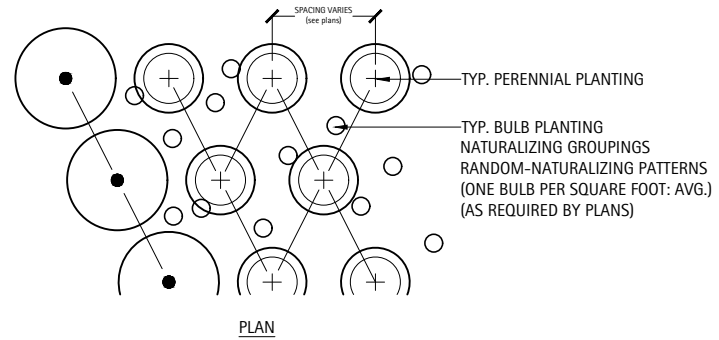 SPACING VARIES
(see plans)
TYP. PERENNIAL PLANTING
TYP. BULB PLANTING
NATURALIZING GROUPINGS
RANDOM-NATURALIZING PATTERNS
(ONE BULB PER SQUARE FOOT: AVG.)
(AS REQUIRED BY PLANS)
PLAN